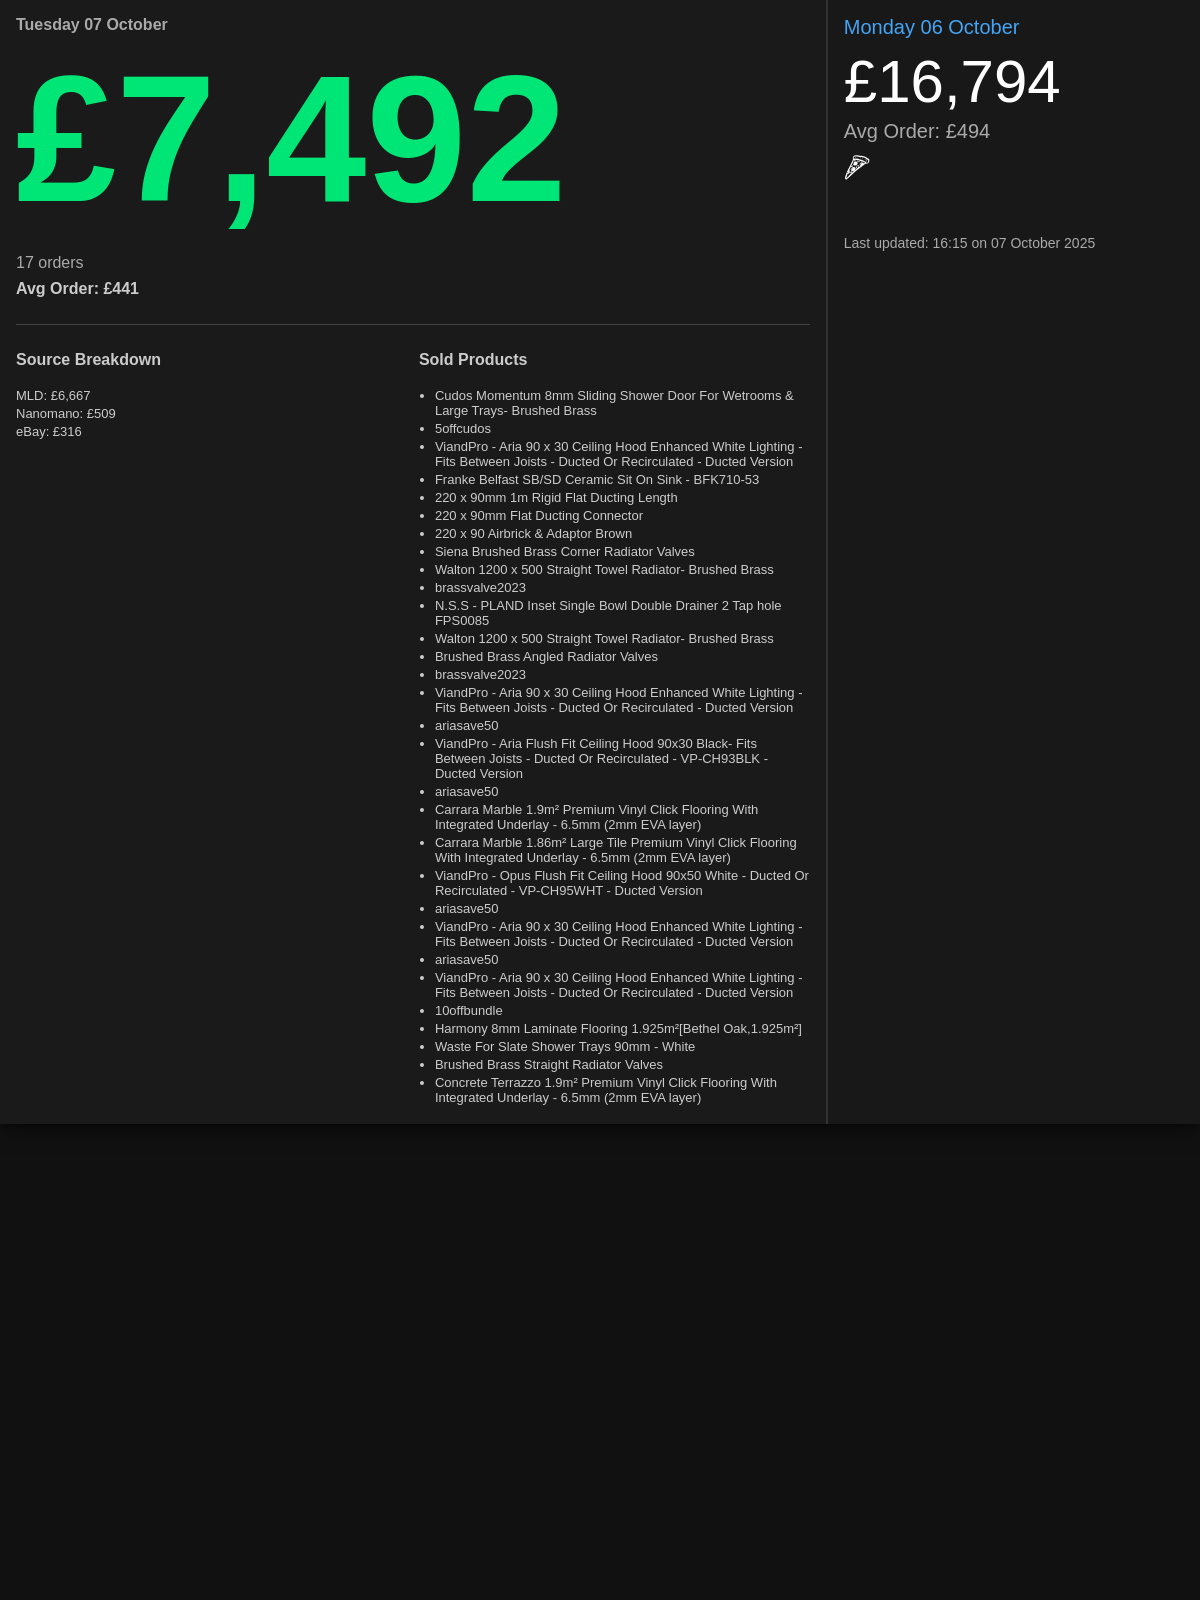 Tuesday 07 October
£7,492
17 orders
Avg Order: £441
Source Breakdown
MLD: £6,667
Nanomano: £509
eBay: £316
Sold Products
Cudos Momentum 8mm Sliding Shower Door For Wetrooms &
Large Trays- Brushed Brass
5offcudos
ViandPro - Aria 90 x 30 Ceiling Hood Enhanced White Lighting -
Fits Between Joists - Ducted Or Recirculated - Ducted Version
Franke Belfast SB/SD Ceramic Sit On Sink - BFK710-53
220 x 90mm 1m Rigid Flat Ducting Length
220 x 90mm Flat Ducting Connector
220 x 90 Airbrick & Adaptor Brown
Siena Brushed Brass Corner Radiator Valves
Walton 1200 x 500 Straight Towel Radiator- Brushed Brass
brassvalve2023
N.S.S - PLAND Inset Single Bowl Double Drainer 2 Tap hole
FPS0085
Walton 1200 x 500 Straight Towel Radiator- Brushed Brass
Brushed Brass Angled Radiator Valves
brassvalve2023
ViandPro - Aria 90 x 30 Ceiling Hood Enhanced White Lighting -
Fits Between Joists - Ducted Or Recirculated - Ducted Version
ariasave50
ViandPro - Aria Flush Fit Ceiling Hood 90x30 Black- Fits
Between Joists - Ducted Or Recirculated - VP-CH93BLK -
Ducted Version
ariasave50
Carrara Marble 1.9m² Premium Vinyl Click Flooring With
Integrated Underlay - 6.5mm (2mm EVA layer)
Carrara Marble 1.86m² Large Tile Premium Vinyl Click Flooring
With Integrated Underlay - 6.5mm (2mm EVA layer)
ViandPro - Opus Flush Fit Ceiling Hood 90x50 White - Ducted Or
Recirculated - VP-CH95WHT - Ducted Version
ariasave50
ViandPro - Aria 90 x 30 Ceiling Hood Enhanced White Lighting -
Fits Between Joists - Ducted Or Recirculated - Ducted Version
ariasave50
ViandPro - Aria 90 x 30 Ceiling Hood Enhanced White Lighting -
Fits Between Joists - Ducted Or Recirculated - Ducted Version
10offbundle
Harmony 8mm Laminate Flooring 1.925m²[Bethel Oak,1.925m²]
Waste For Slate Shower Trays 90mm - White
Brushed Brass Straight Radiator Valves
Concrete Terrazzo 1.9m² Premium Vinyl Click Flooring With
Integrated Underlay - 6.5mm (2mm EVA layer)
Monday 06 October
£16,794
Avg Order: £494
Last updated: 16:15 on 07 October 2025